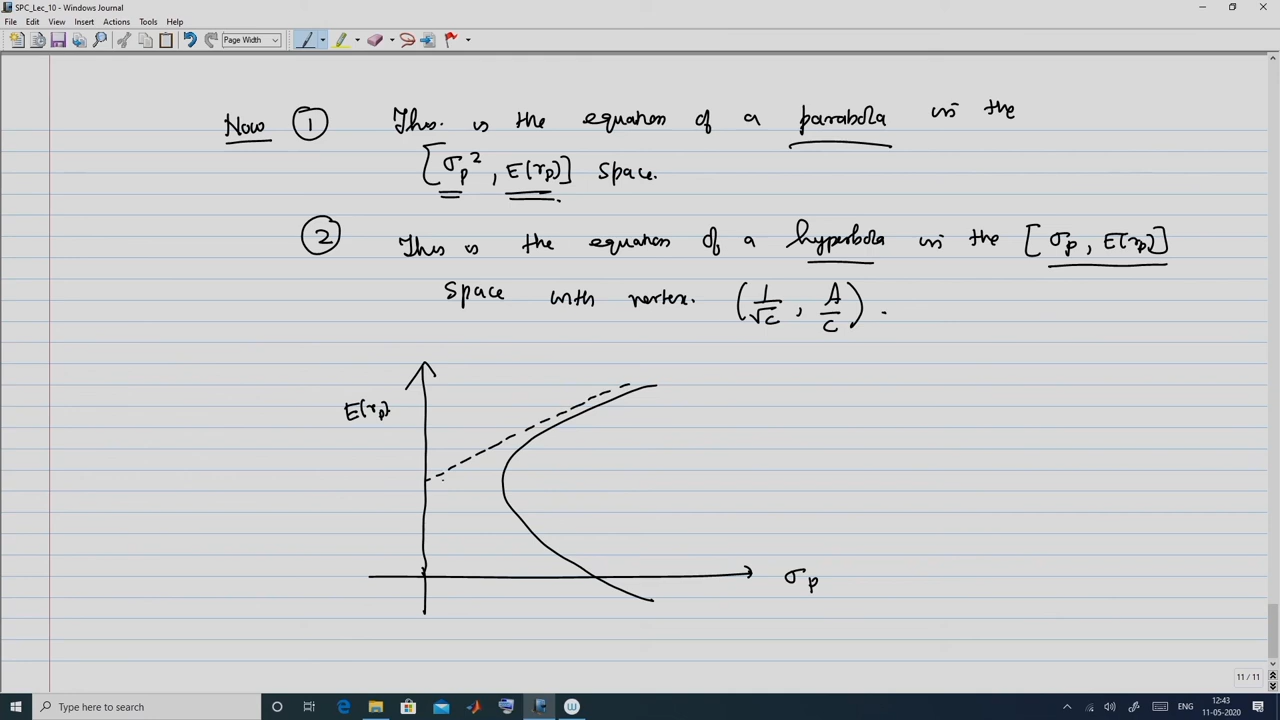 SPC_Lec_10 - Windows Journal
File Edit View Insert Actions Tools Help
Page Width
Now ① This. is the equation of a parabola in the
[σp², E(rp)] Space.
② This is the equation of a hyperbola in the [σp, E(rp)]
Space with vertex. (1/√C, A/C).
E(rp)
σp
11 / 11
Type here to search
12:43
11-05-2020